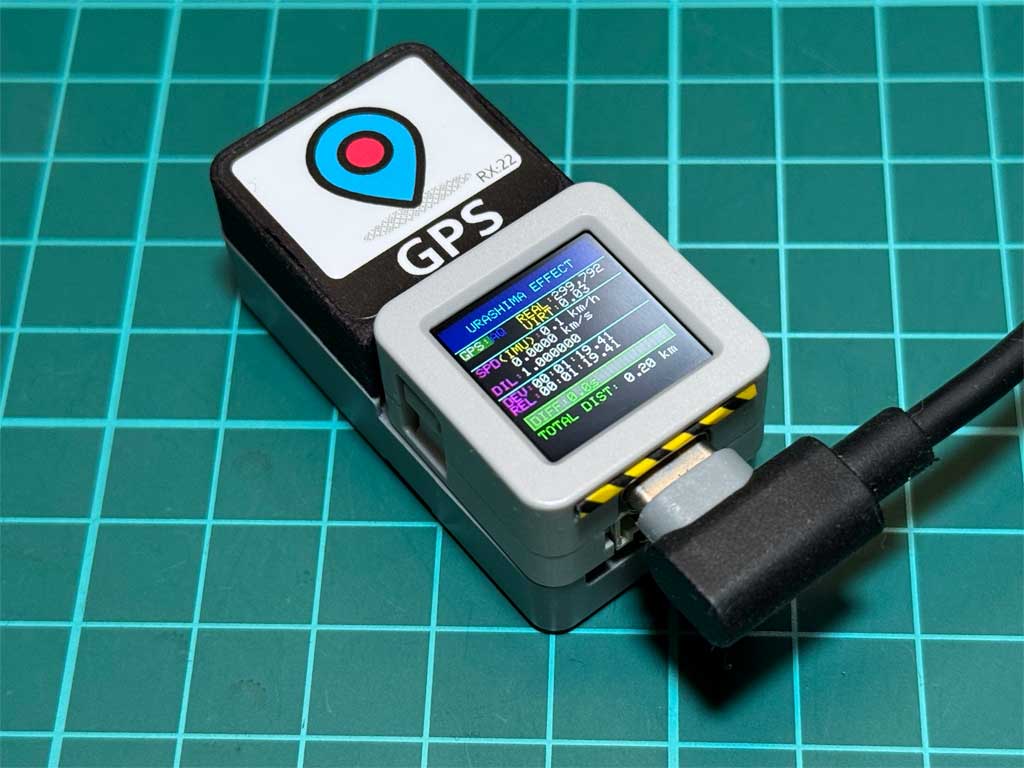 RX:22
GPS
URASHIMA EFFECT
GPS: REAL:299,792
VIRT:0.03
SPD(IMU):0.1 km/h
0.0000 km/s
DIL:1.000000
DEV:00:01:19.41
REL:00:01:19.41
DIFF:0.0s
TOTAL DIST: 0.20 km